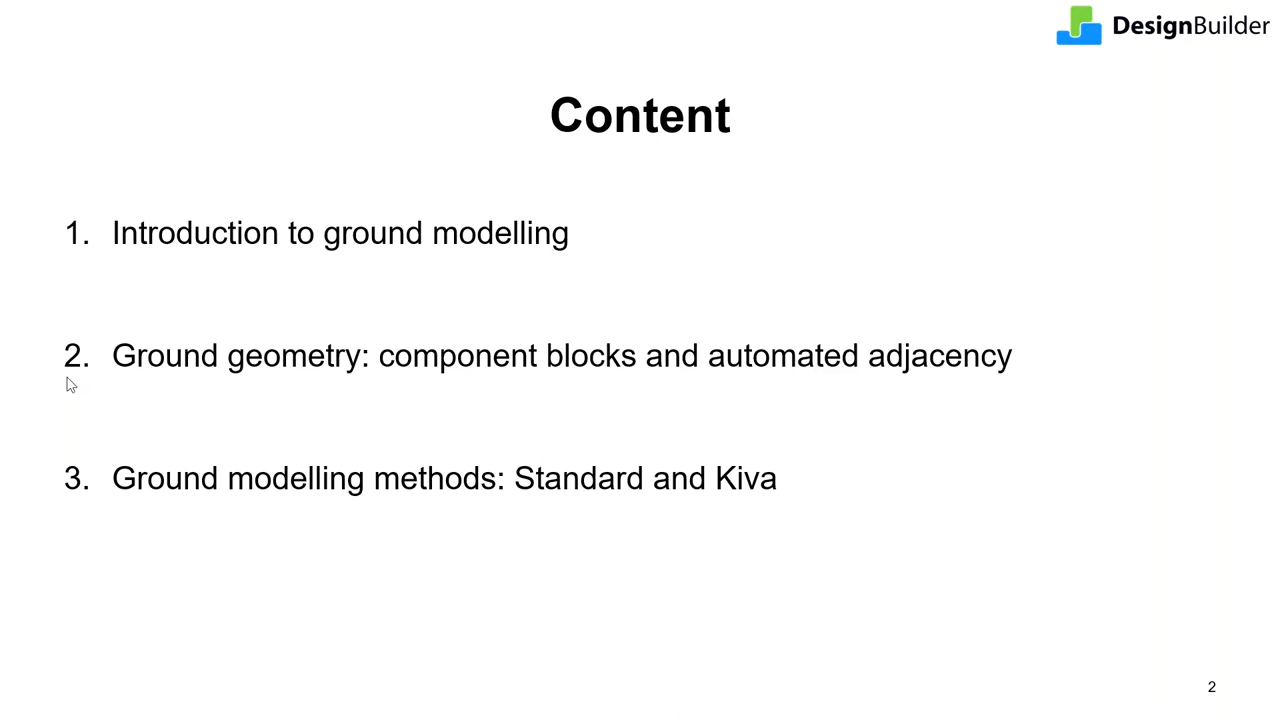 DesignBuilder
Content
1. Introduction to ground modelling
2. Ground geometry: component blocks and automated adjacency
3. Ground modelling methods: Standard and Kiva
2